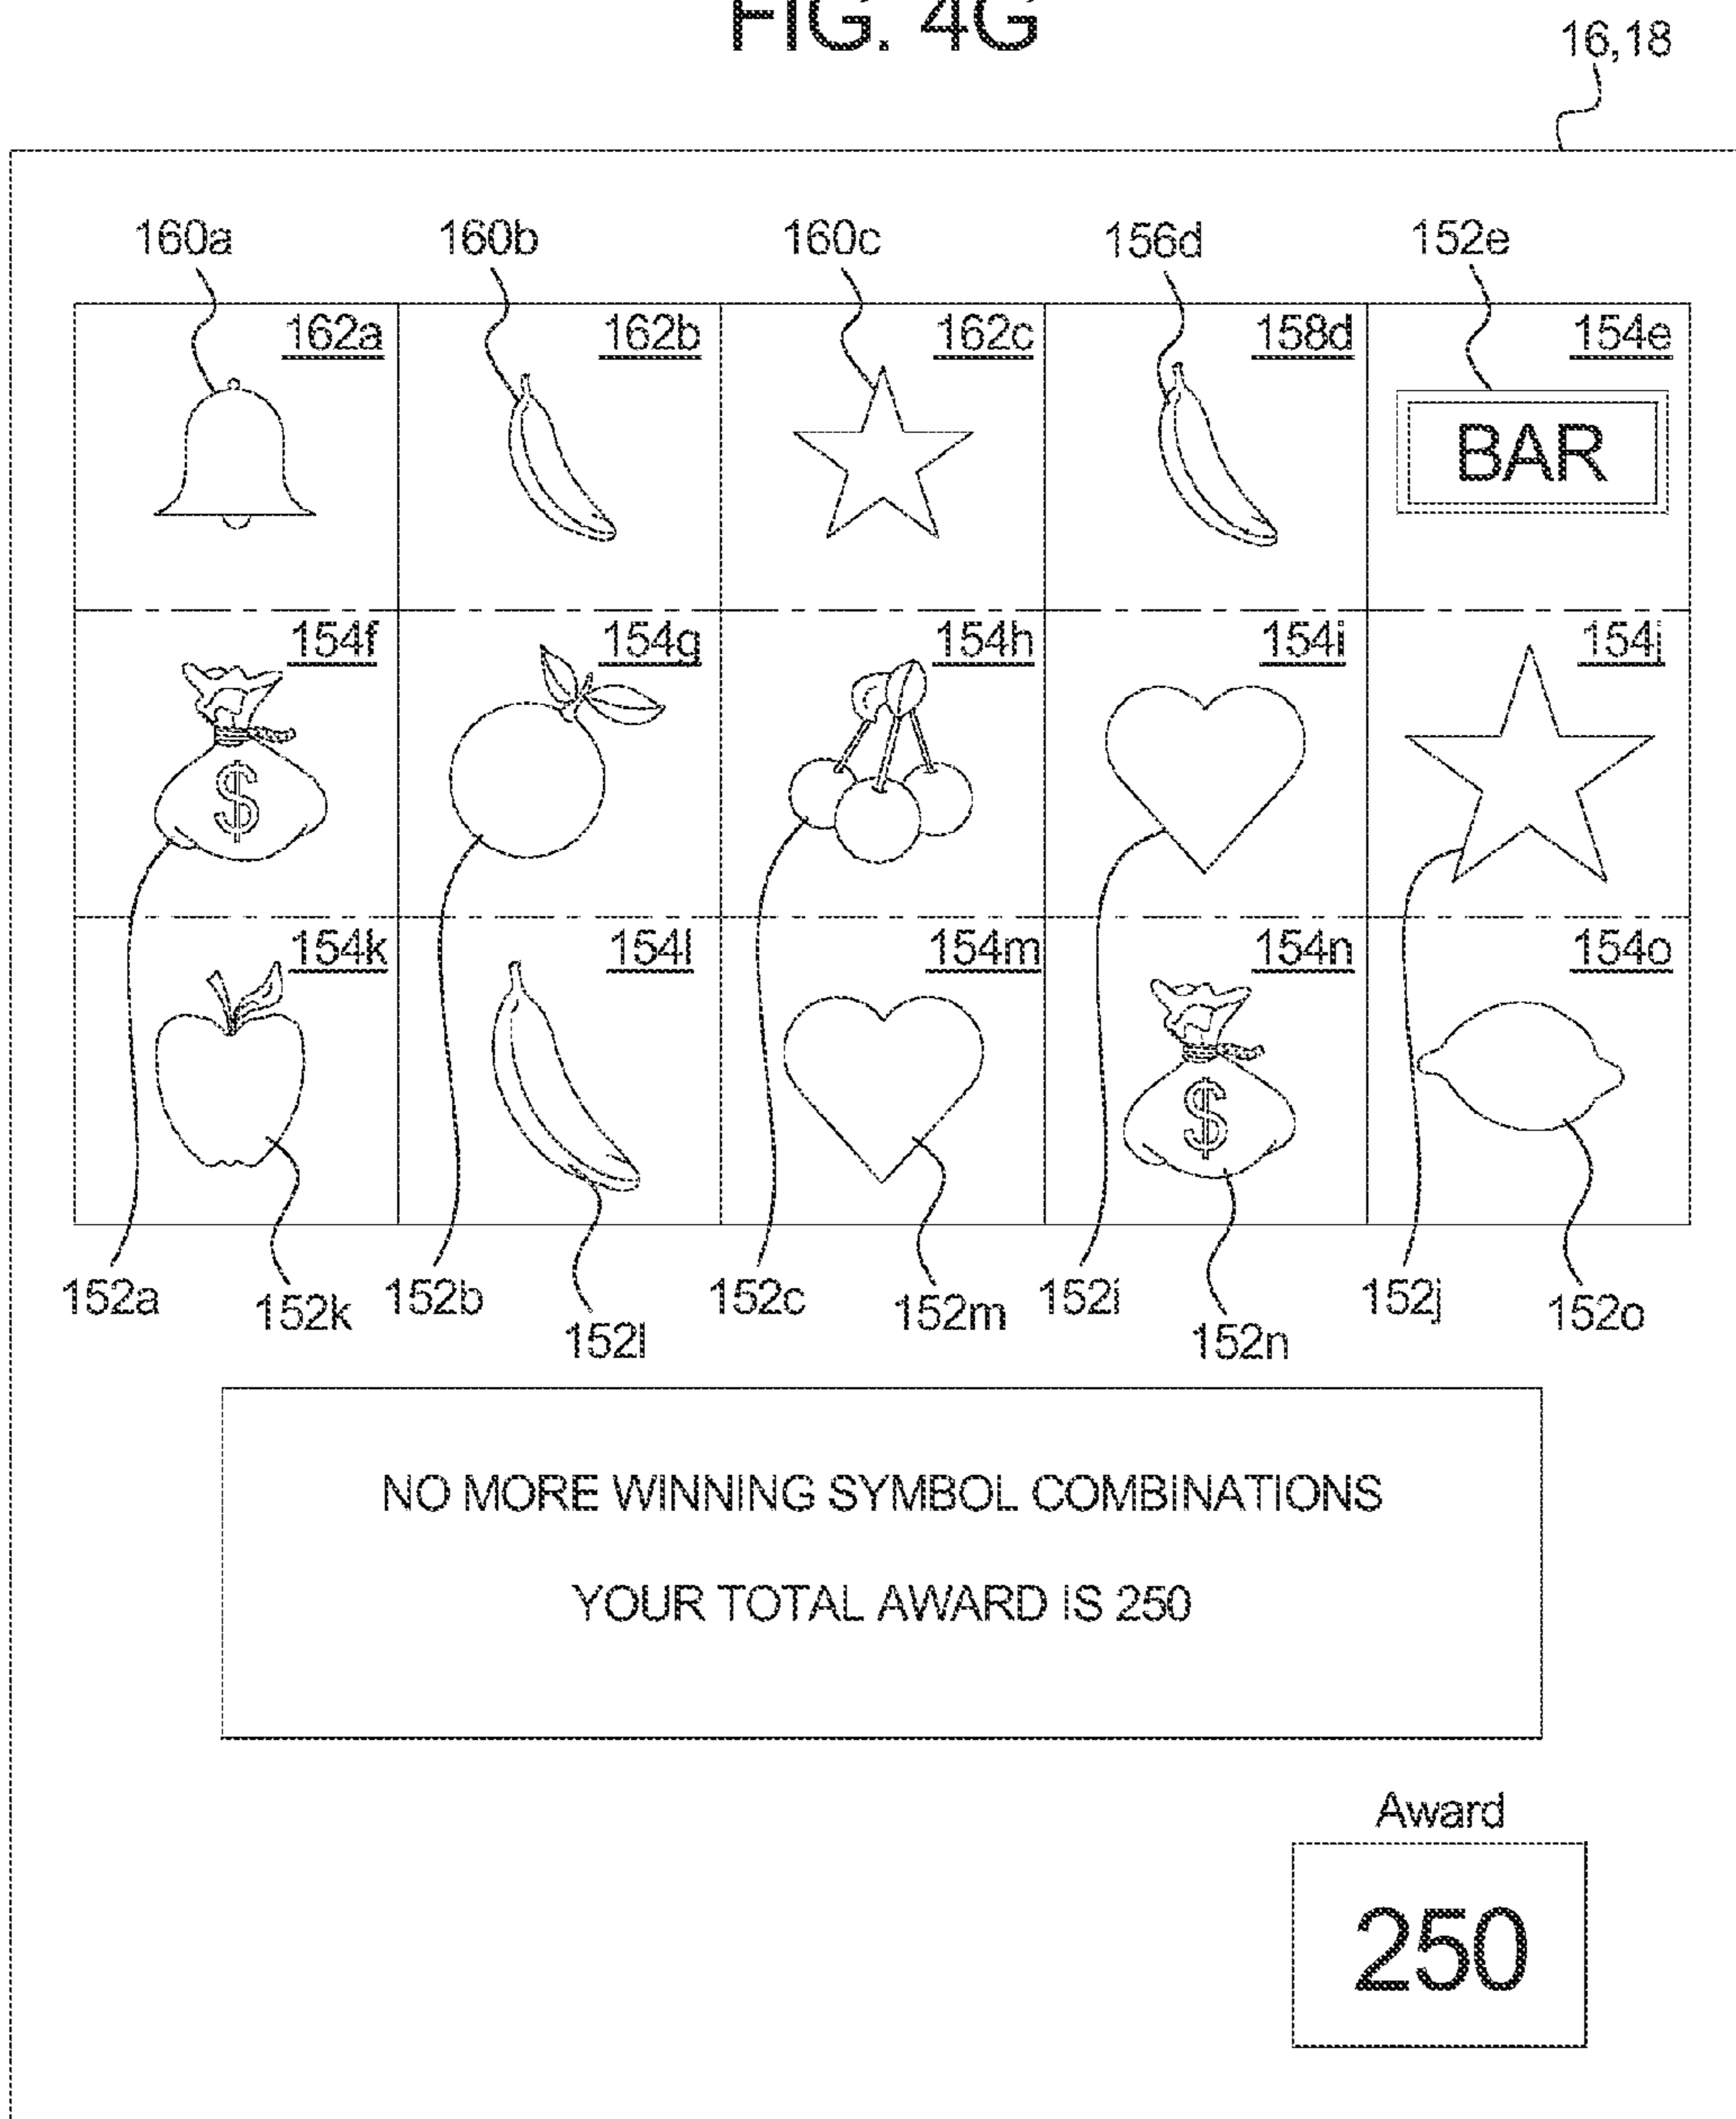 FIG. 4G
16,18
160a 160b 160c 156d 152e
162a 162b 162c 158d 154e
BAR
154f 154g 154h 154i 154j
$
154k 154l 154m 154n 154o
$
152a 152k 152b 152l 152c 152m 152i 152n 152j 152o
NO MORE WINNING SYMBOL COMBINATIONS
YOUR TOTAL AWARD IS 250
Award
250